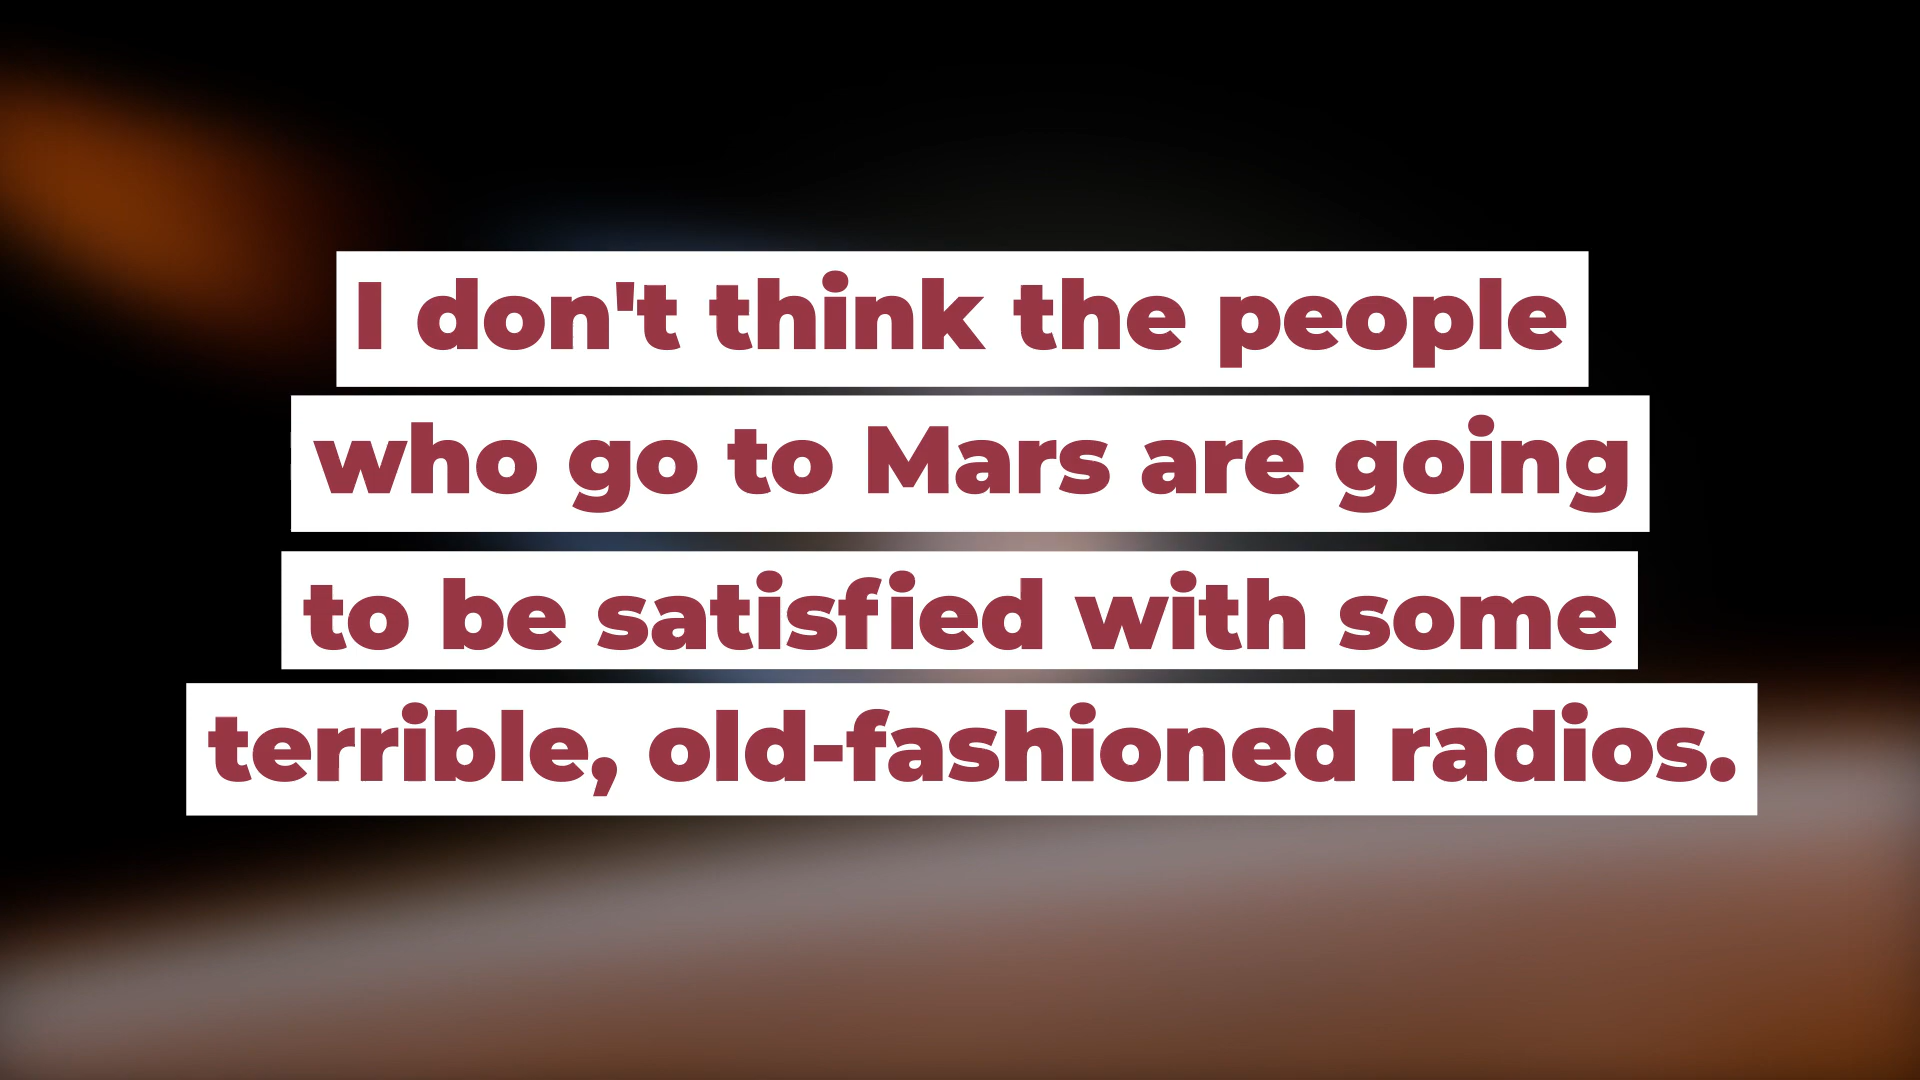 I don't think the people
who go to Mars are going
to be satisfied with some
terrible, old-fashioned radios.